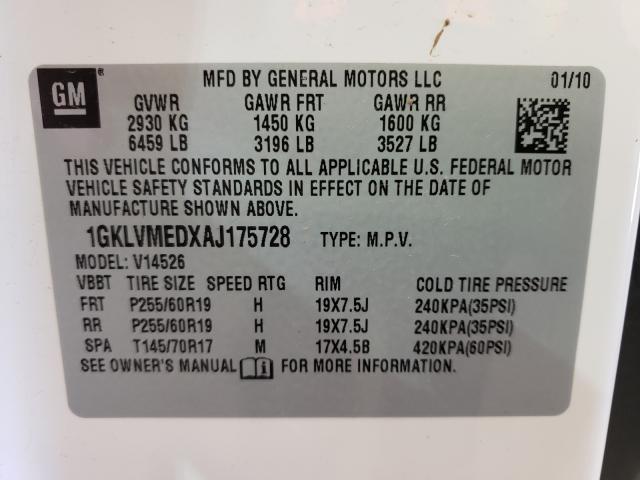 GM ® MFD BY GENERAL MOTORS LLC 01/10
GVWR GAWR FRT GAWR RR
2930 KG 1450 KG 1600 KG
6459 LB 3196 LB 3527 LB
THIS VEHICLE CONFORMS TO ALL APPLICABLE U.S. FEDERAL MOTOR
VEHICLE SAFETY STANDARDS IN EFFECT ON THE DATE OF
MANUFACTURE SHOWN ABOVE.
1GKLVMEDXAJ175728 TYPE: M.P.V.
MODEL: V14526
VBBT TIRE SIZE SPEED RTG RIM COLD TIRE PRESSURE
FRT P255/60R19 H 19X7.5J 240KPA(35PSI)
RR P255/60R19 H 19X7.5J 240KPA(35PSI)
SPA T145/70R17 M 17X4.5B 420KPA(60PSI)
SEE OWNER'S MANUAL i FOR MORE INFORMATION.